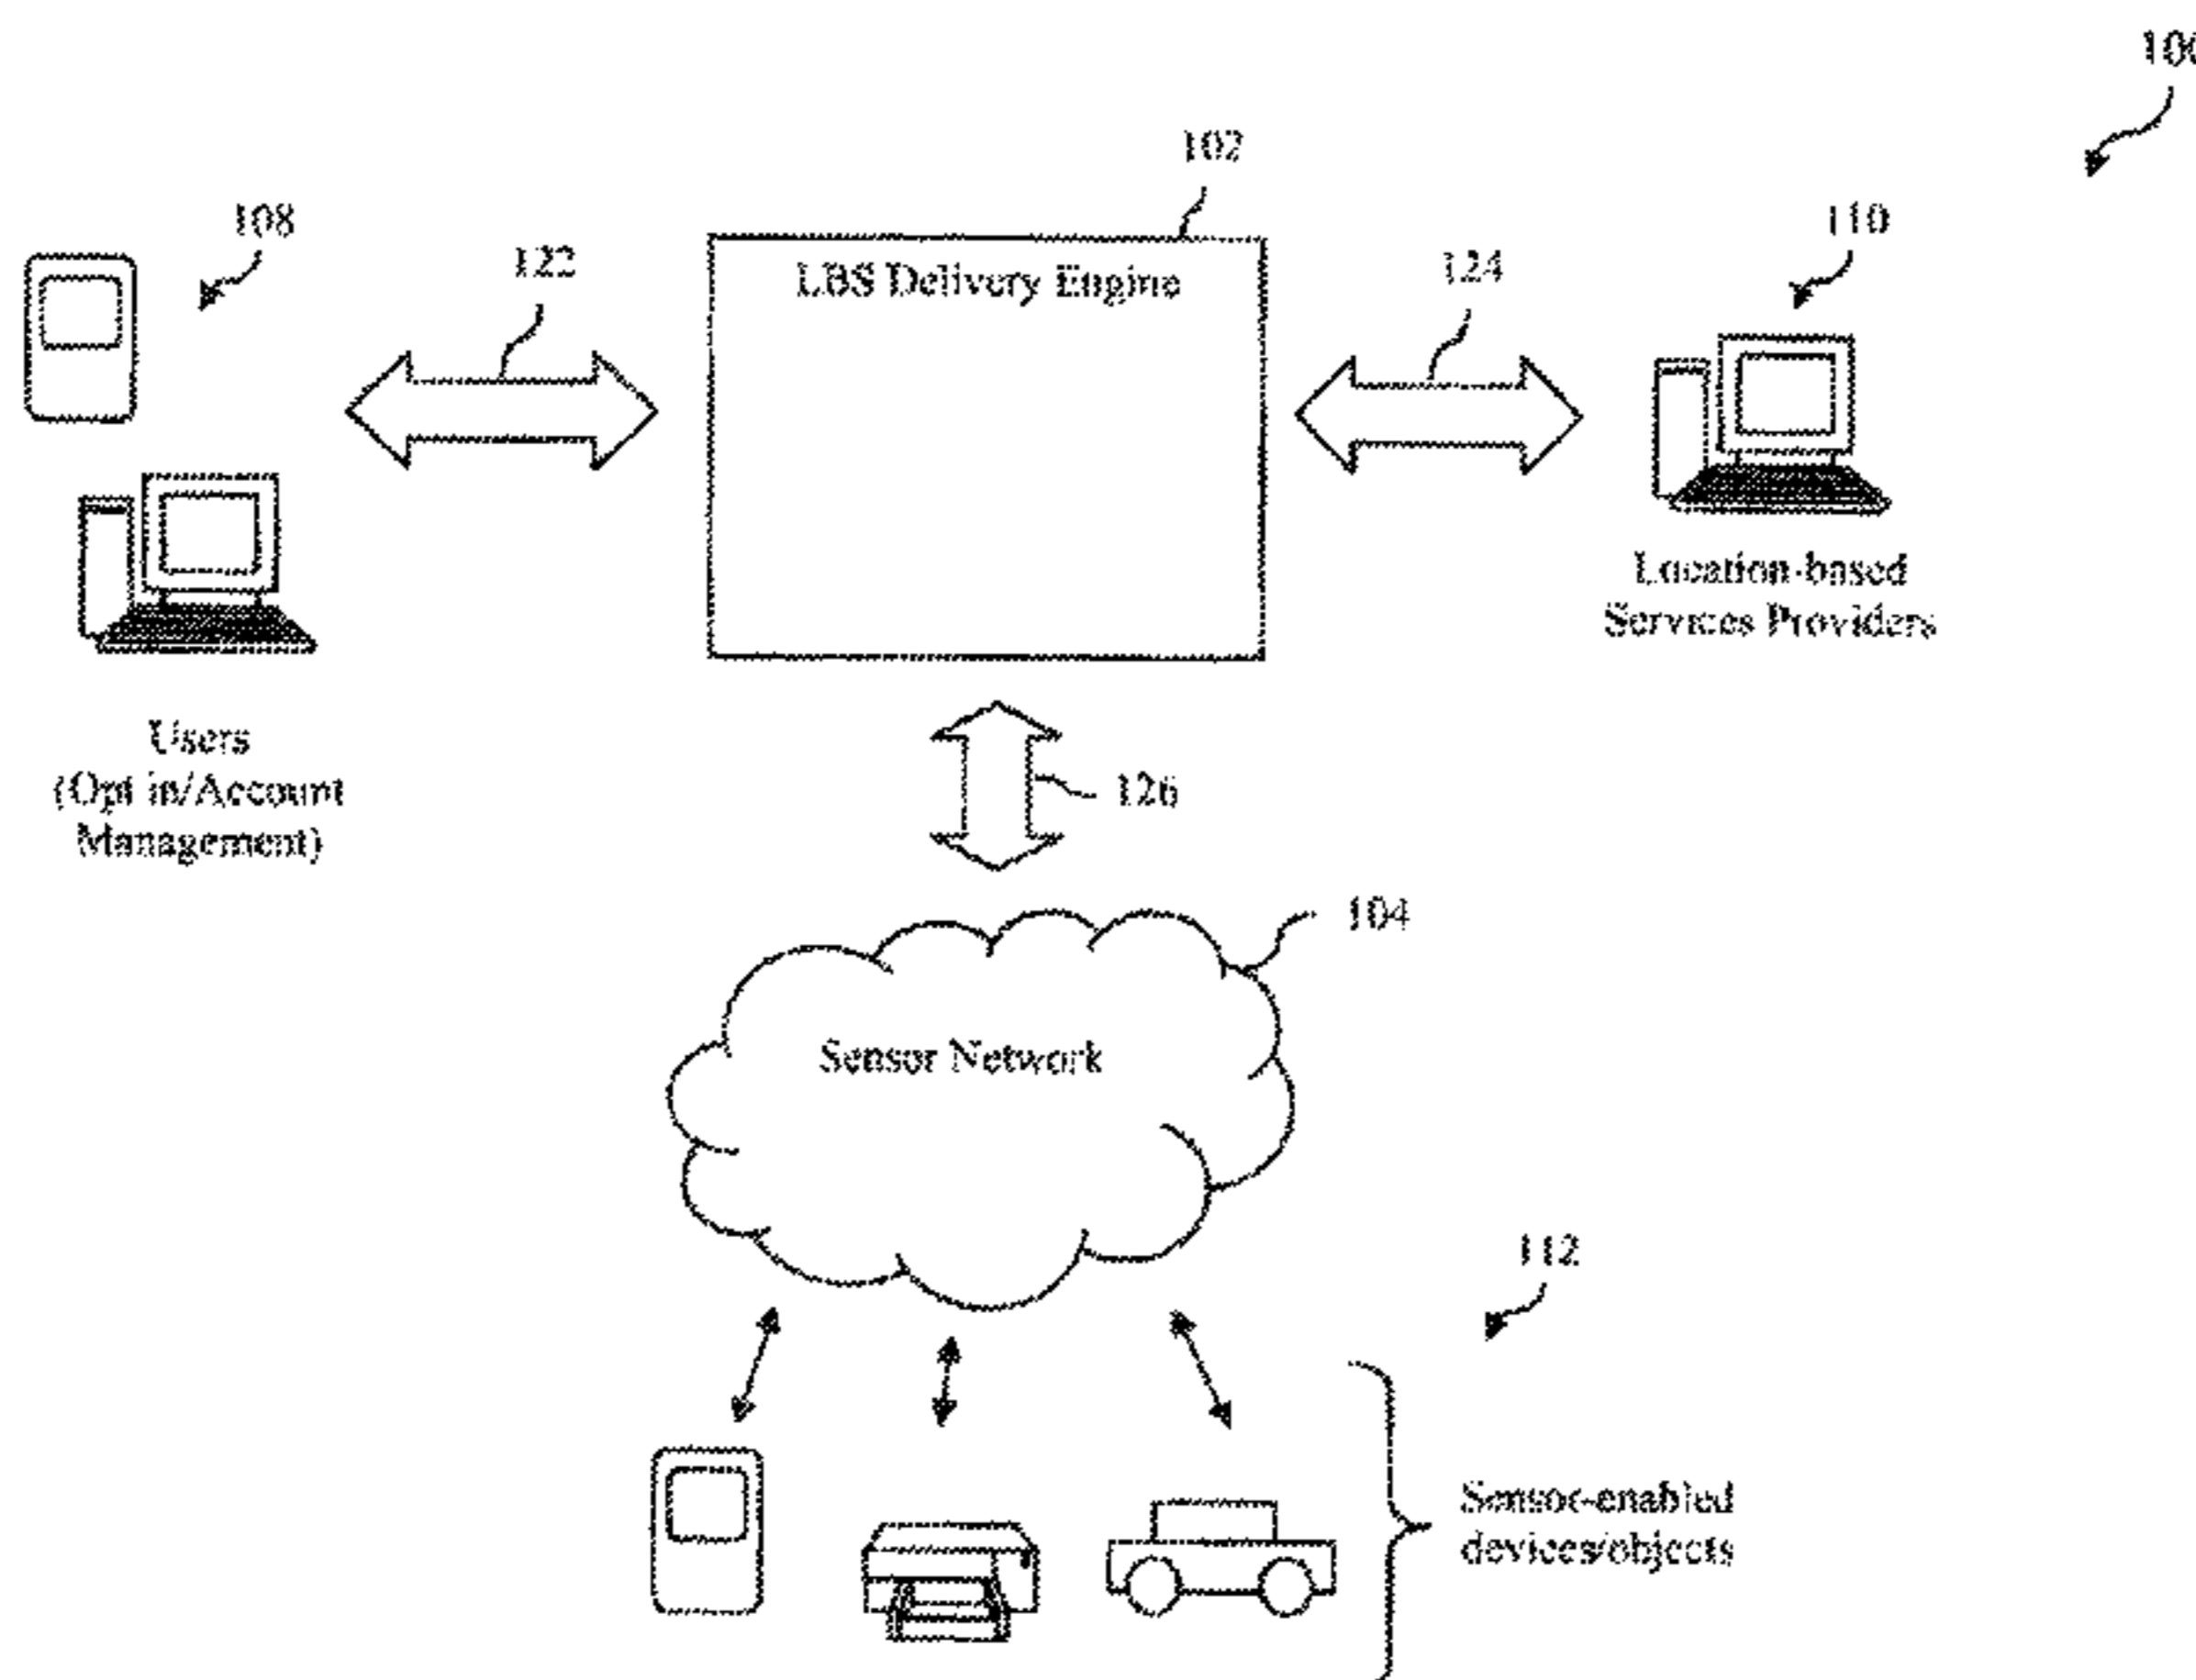 100
102
108
110
122
LBS Delivery Engine
124
Location-based
Services Providers
Users
(Opt in/Account
Management)
126
104
Sensor Network
112
Sensor-enabled
devices/objects